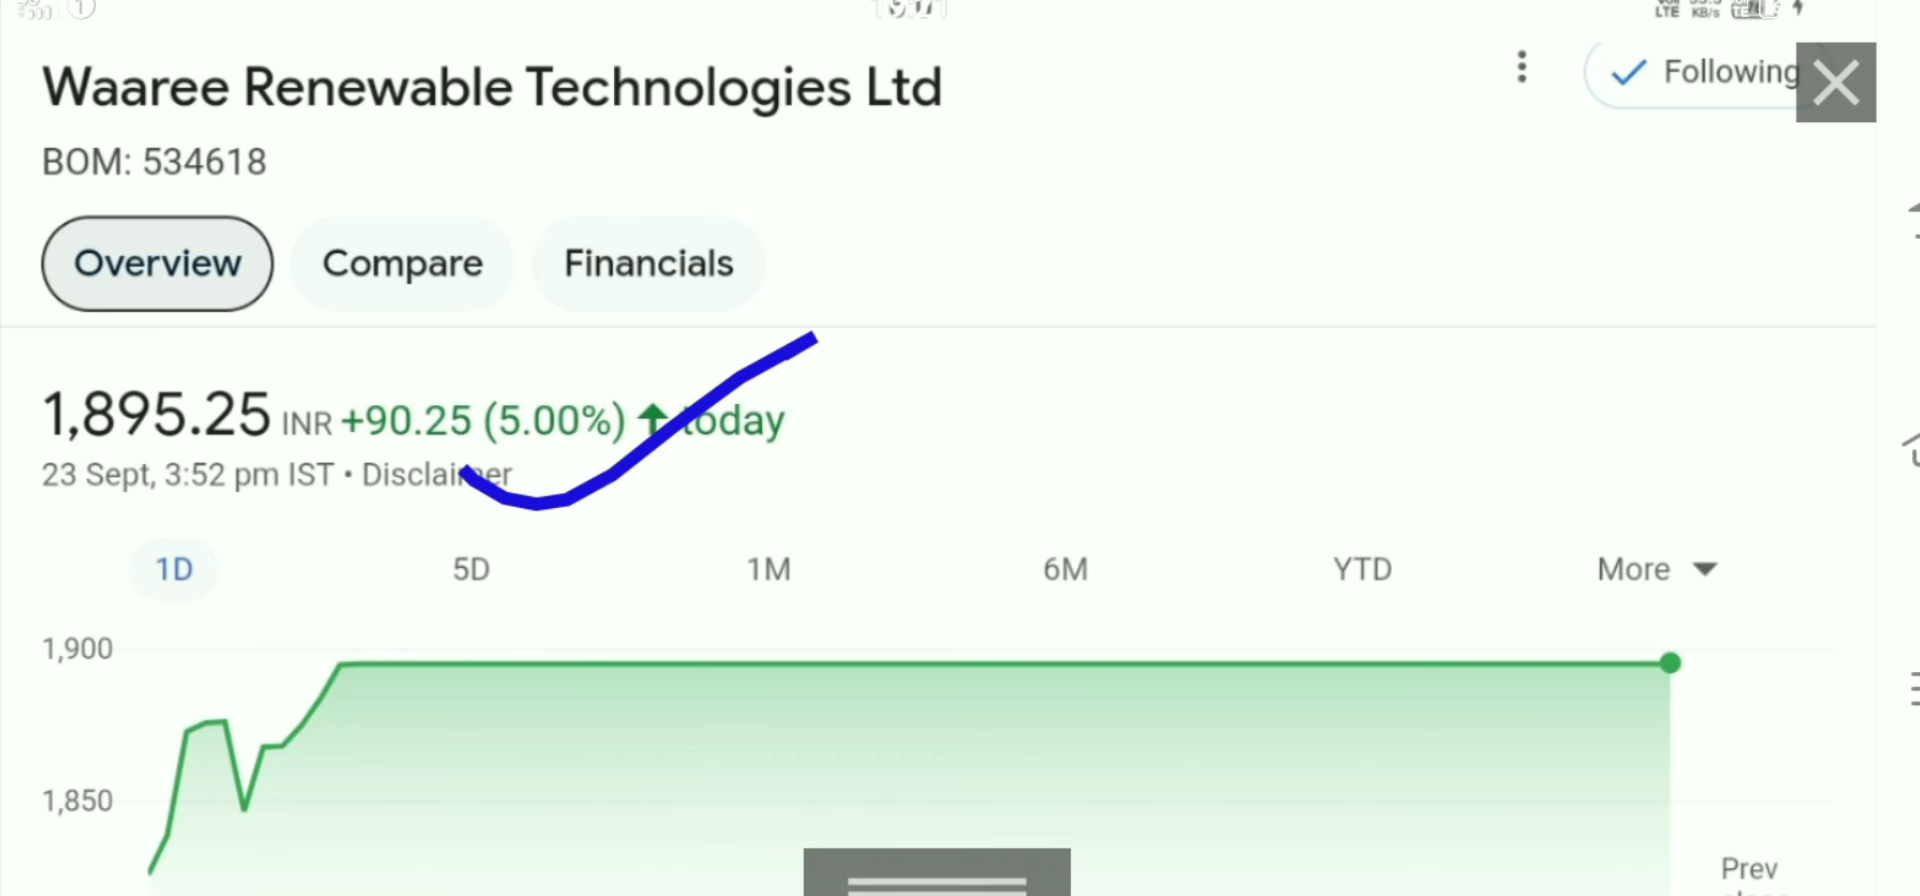 Waaree Renewable Technologies Ltd
Following
BOM: 534618
Overview Compare Financials
1,895.25 INR +90.25 (5.00%) today
23 Sept, 3:52 pm IST • Disclaimer
1D 5D 1M 6M YTD More
1,900
1,850
Prev